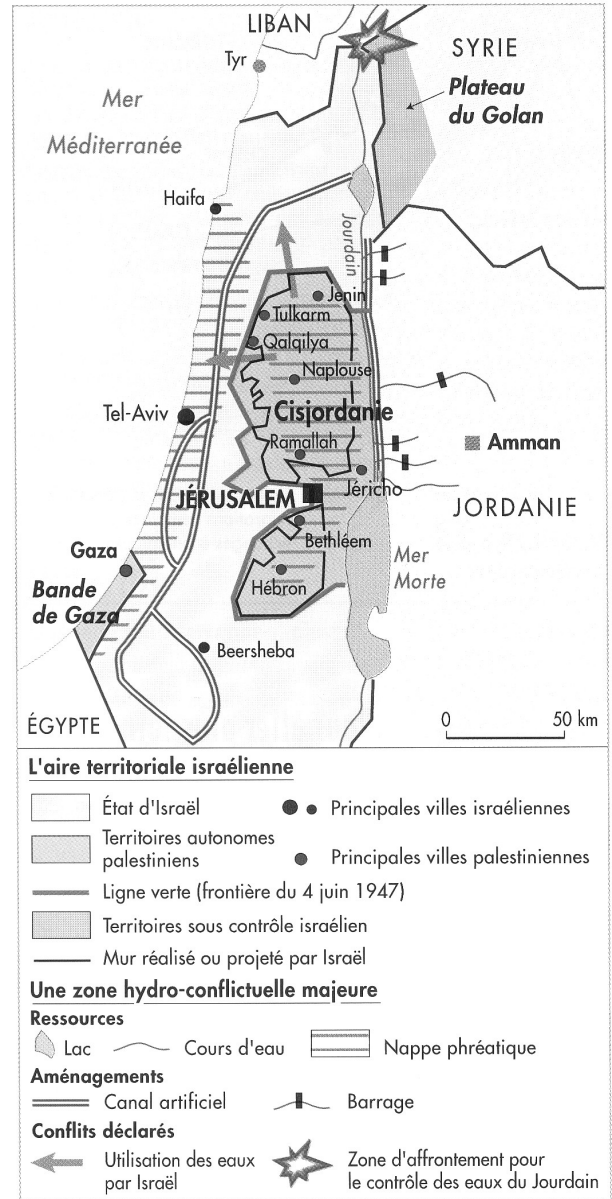 LIBAN
SYRIE
Tyr
Plateau
du Golan
Mer
Méditerranée
Haifa
Jourdain
Jenin
Tulkarm
Qalqilya
Naplouse
Tel-Aviv
Cisjordanie
Ramallah
Amman
JÉRUSALEM
Jéricho
JORDANIE
Bethléem
Gaza
Mer
Morte
Hébron
Bande
de Gaza
Beersheba
ÉGYPTE
0 50 km
L'aire territoriale israélienne
État d'Israël
Principales villes israéliennes
Territoires autonomes
palestiniens
Principales villes palestiniennes
Ligne verte (frontière du 4 juin 1947)
Territoires sous contrôle israélien
Mur réalisé ou projeté par Israël
Une zone hydro-conflictuelle majeure
Ressources
Lac
Cours d'eau
Nappe phréatique
Aménagements
Canal artificiel
Barrage
Conflits déclarés
Utilisation des eaux
par Israël
Zone d'affrontement pour
le contrôle des eaux du Jourdain